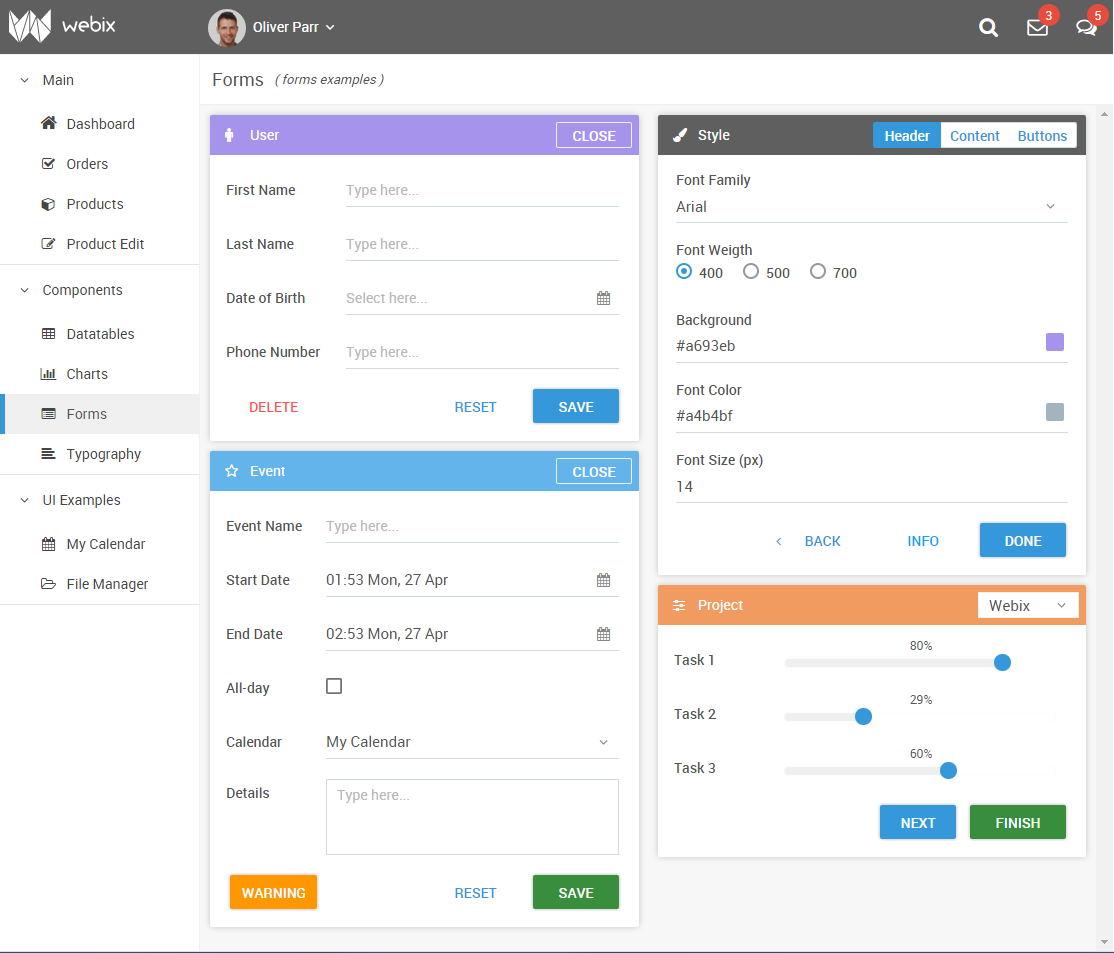 webix
Oliver Parr
3
5
Main
Dashboard
Orders
Products
Product Edit
Components
Datatables
Charts
Forms
Typography
UI Examples
My Calendar
File Manager
Forms ( forms examples )
User CLOSE
First Name Type here...
Last Name Type here...
Date of Birth Select here...
Phone Number Type here...
DELETE RESET SAVE
Event CLOSE
Event Name Type here...
Start Date 01:53 Mon, 27 Apr
End Date 02:53 Mon, 27 Apr
All-day
Calendar My Calendar
Details Type here...
WARNING RESET SAVE
Style Header Content Buttons
Font Family
Arial
Font Weigth
400 500 700
Background
#a693eb
Font Color
#a4b4bf
Font Size (px)
14
BACK INFO DONE
Project Webix
80%
Task 1
29%
Task 2
60%
Task 3
NEXT FINISH